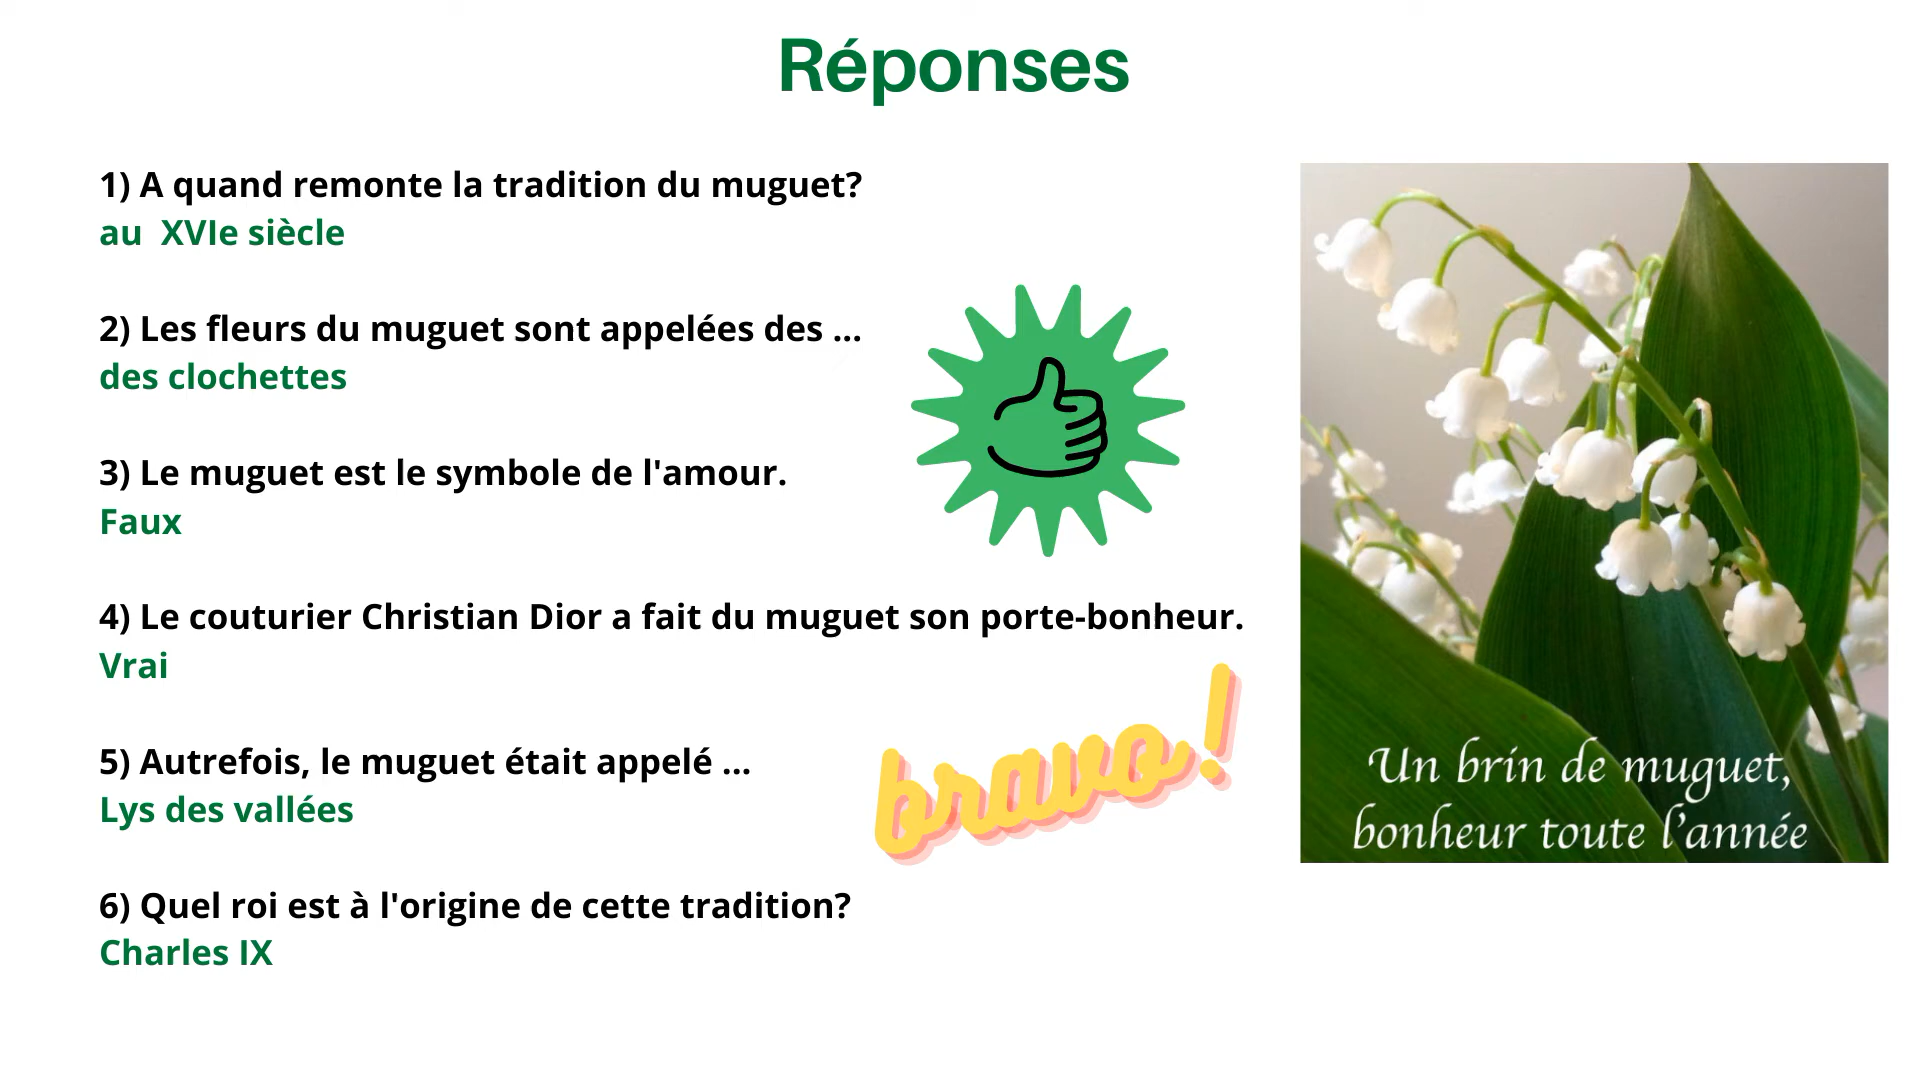 Réponses
1) A quand remonte la tradition du muguet?
au  XVIe siècle
2) Les fleurs du muguet sont appelées des ...
des clochettes
3) Le muguet est le symbole de l'amour.
Faux
4) Le couturier Christian Dior a fait du muguet son porte-bonheur.
Vrai
5) Autrefois, le muguet était appelé ...
Lys des vallées
6) Quel roi est à l'origine de cette tradition?
Charles IX
bravo!
Un brin de muguet,
bonheur toute l'année